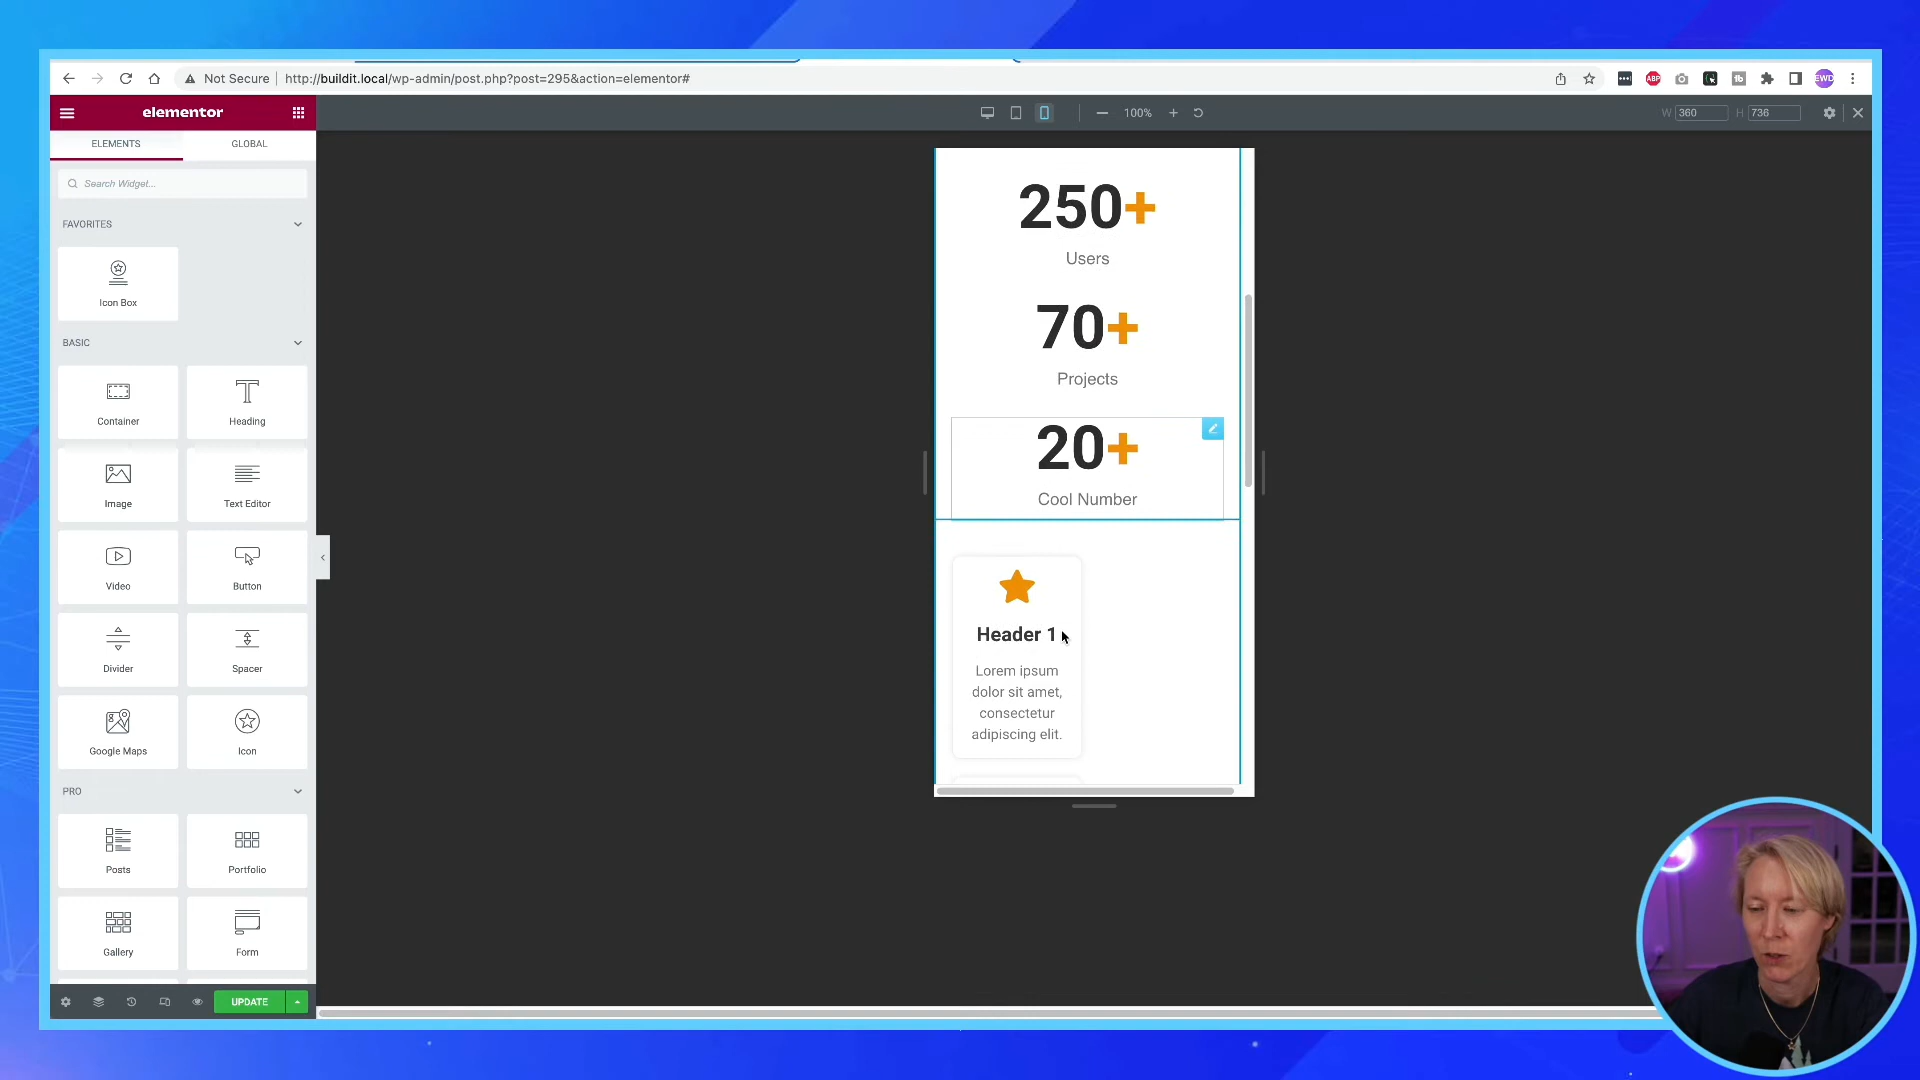 Not Secure
http://buildit.local/wp-admin/post.php?post=295&action=elementor#
ABP
fb
EWD
elementor
100%
W 360
H 736
ELEMENTS
GLOBAL
Search Widget...
FAVORITES
Icon Box
BASIC
Container
Heading
Image
Text Editor
Video
Button
Divider
Spacer
Google Maps
Icon
PRO
Posts
Portfolio
Gallery
Form
UPDATE
250+
Users
70+
Projects
20+
Cool Number
Header 1
Lorem ipsum
dolor sit amet,
consectetur
adipiscing elit.